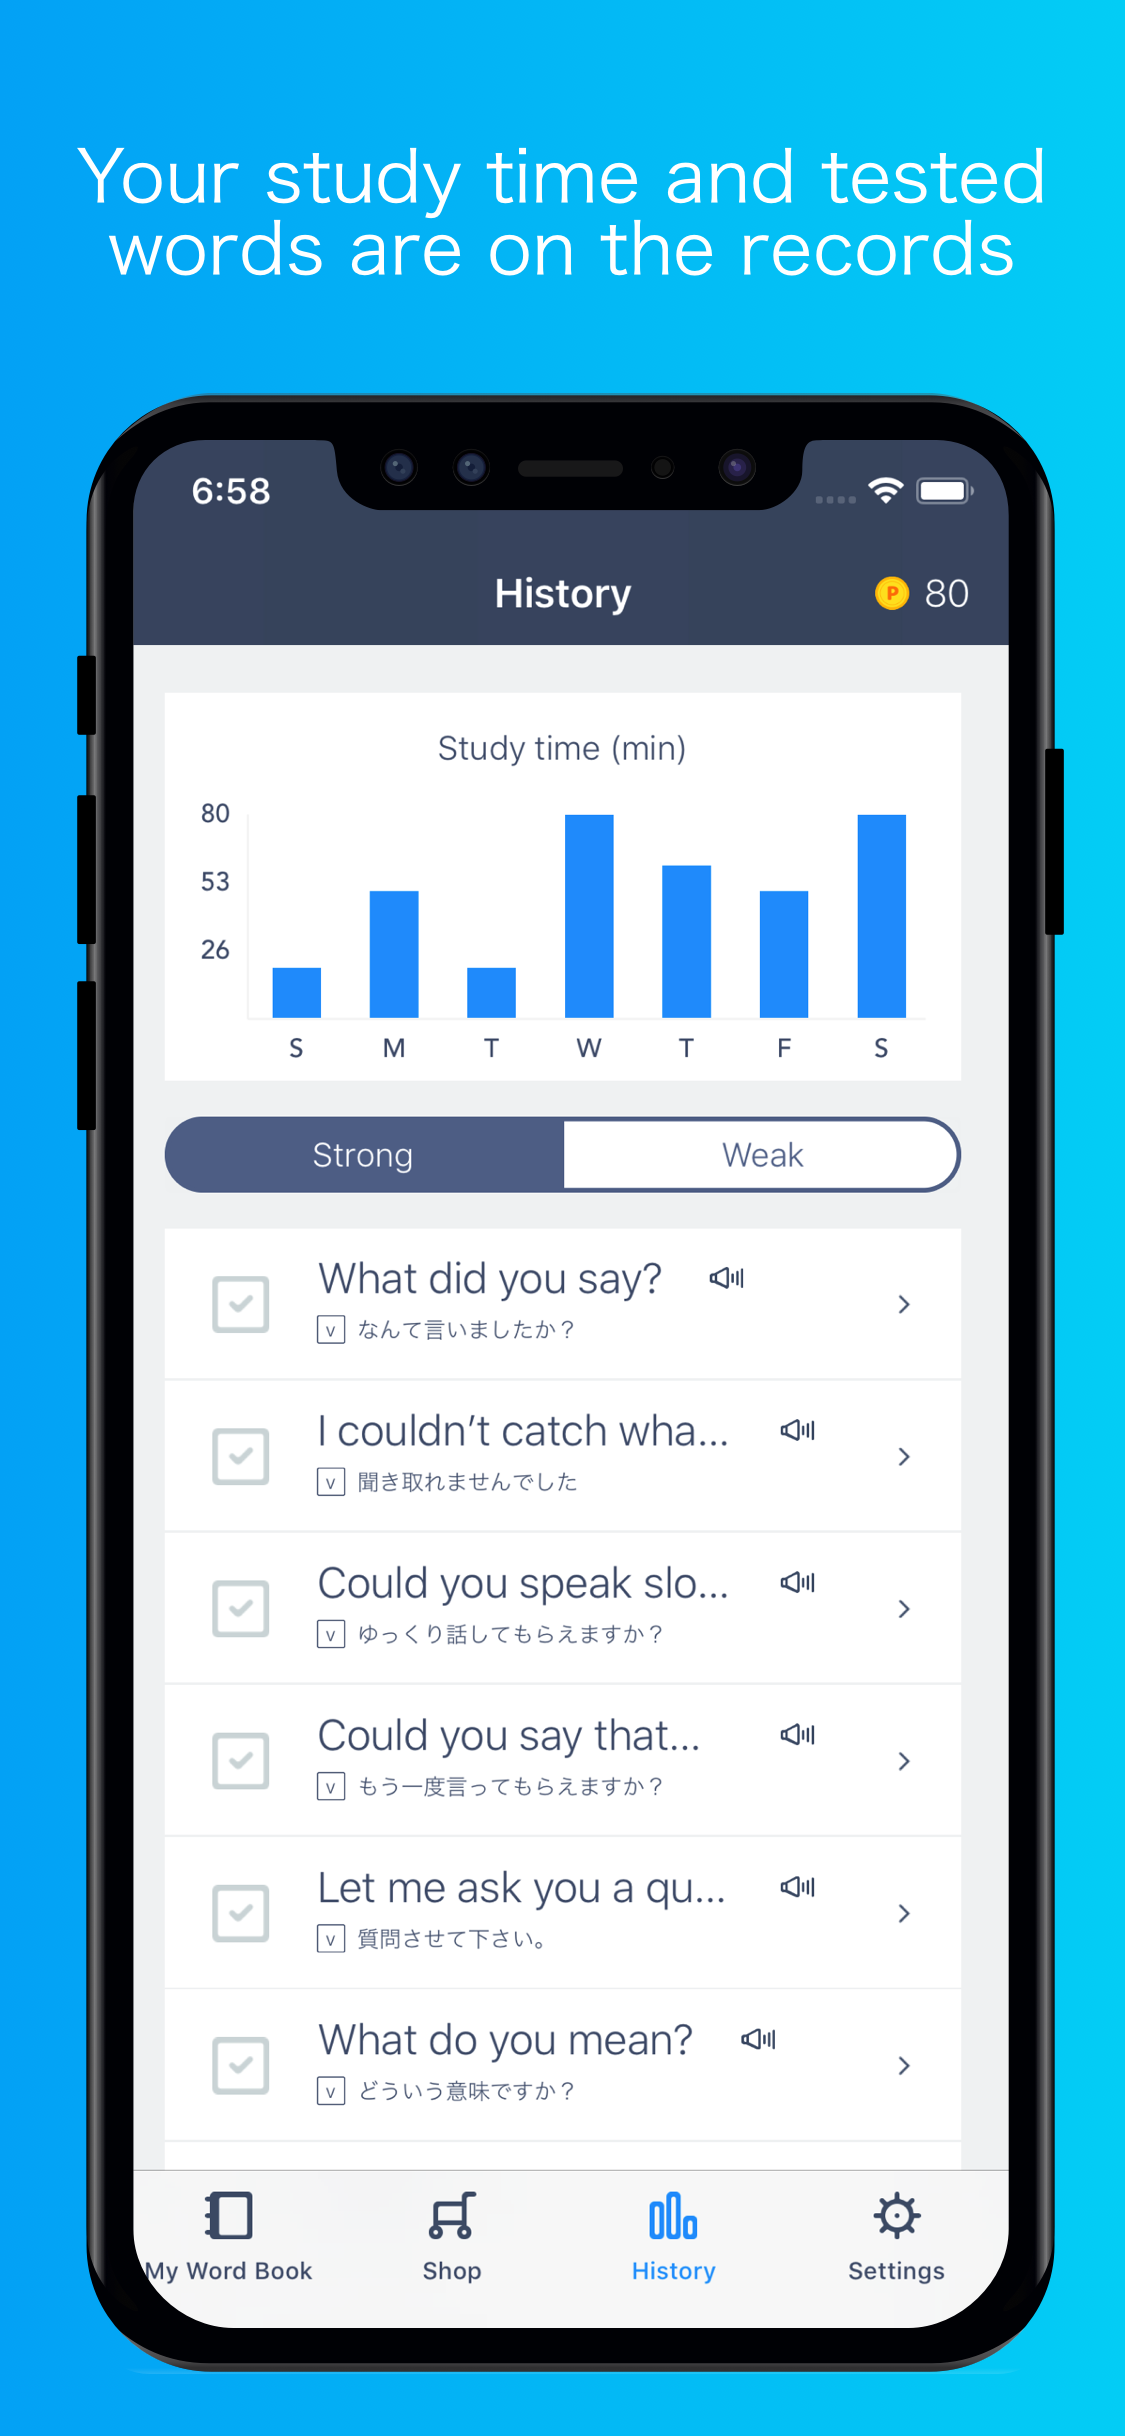 Your study time and tested
words are on the records
6:58
History
P 80
Study time (min)
80
53
26
S M T W T F S
Strong Weak
What did you say?
v なんて言いましたか？
I couldn't catch wha...
v 聞き取れませんでした
Could you speak slo...
v ゆっくり話してもらえますか？
Could you say that...
v もう一度言ってもらえますか？
Let me ask you a qu...
v 質問させて下さい。
What do you mean?
v どういう意味ですか？
My Word Book Shop History Settings